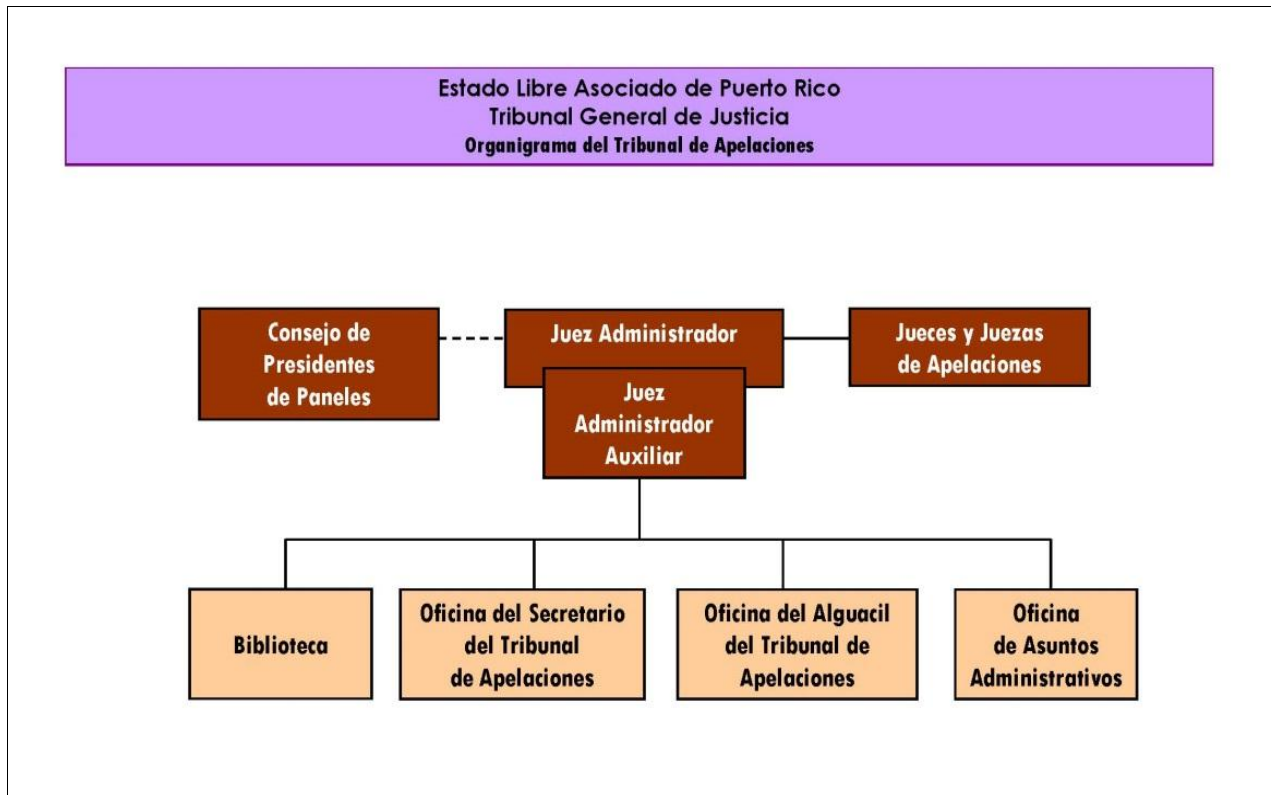 Estado Libre Asociado de Puerto Rico
Tribunal General de Justicia
Organigrama del Tribunal de Apelaciones
Consejo de
Presidentes
de Paneles
Juez Administrador
Jueces y Juezas
de Apelaciones
Juez
Administrador
Auxiliar
Biblioteca
Oficina del Secretario
del Tribunal
de Apelaciones
Oficina del Alguacil
del Tribunal de
Apelaciones
Oficina
de Asuntos
Administrativos